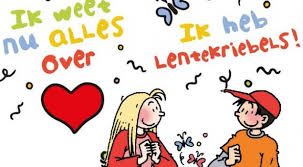 Ik weet
nu alles
over
Ik heb
Lentekriebels!